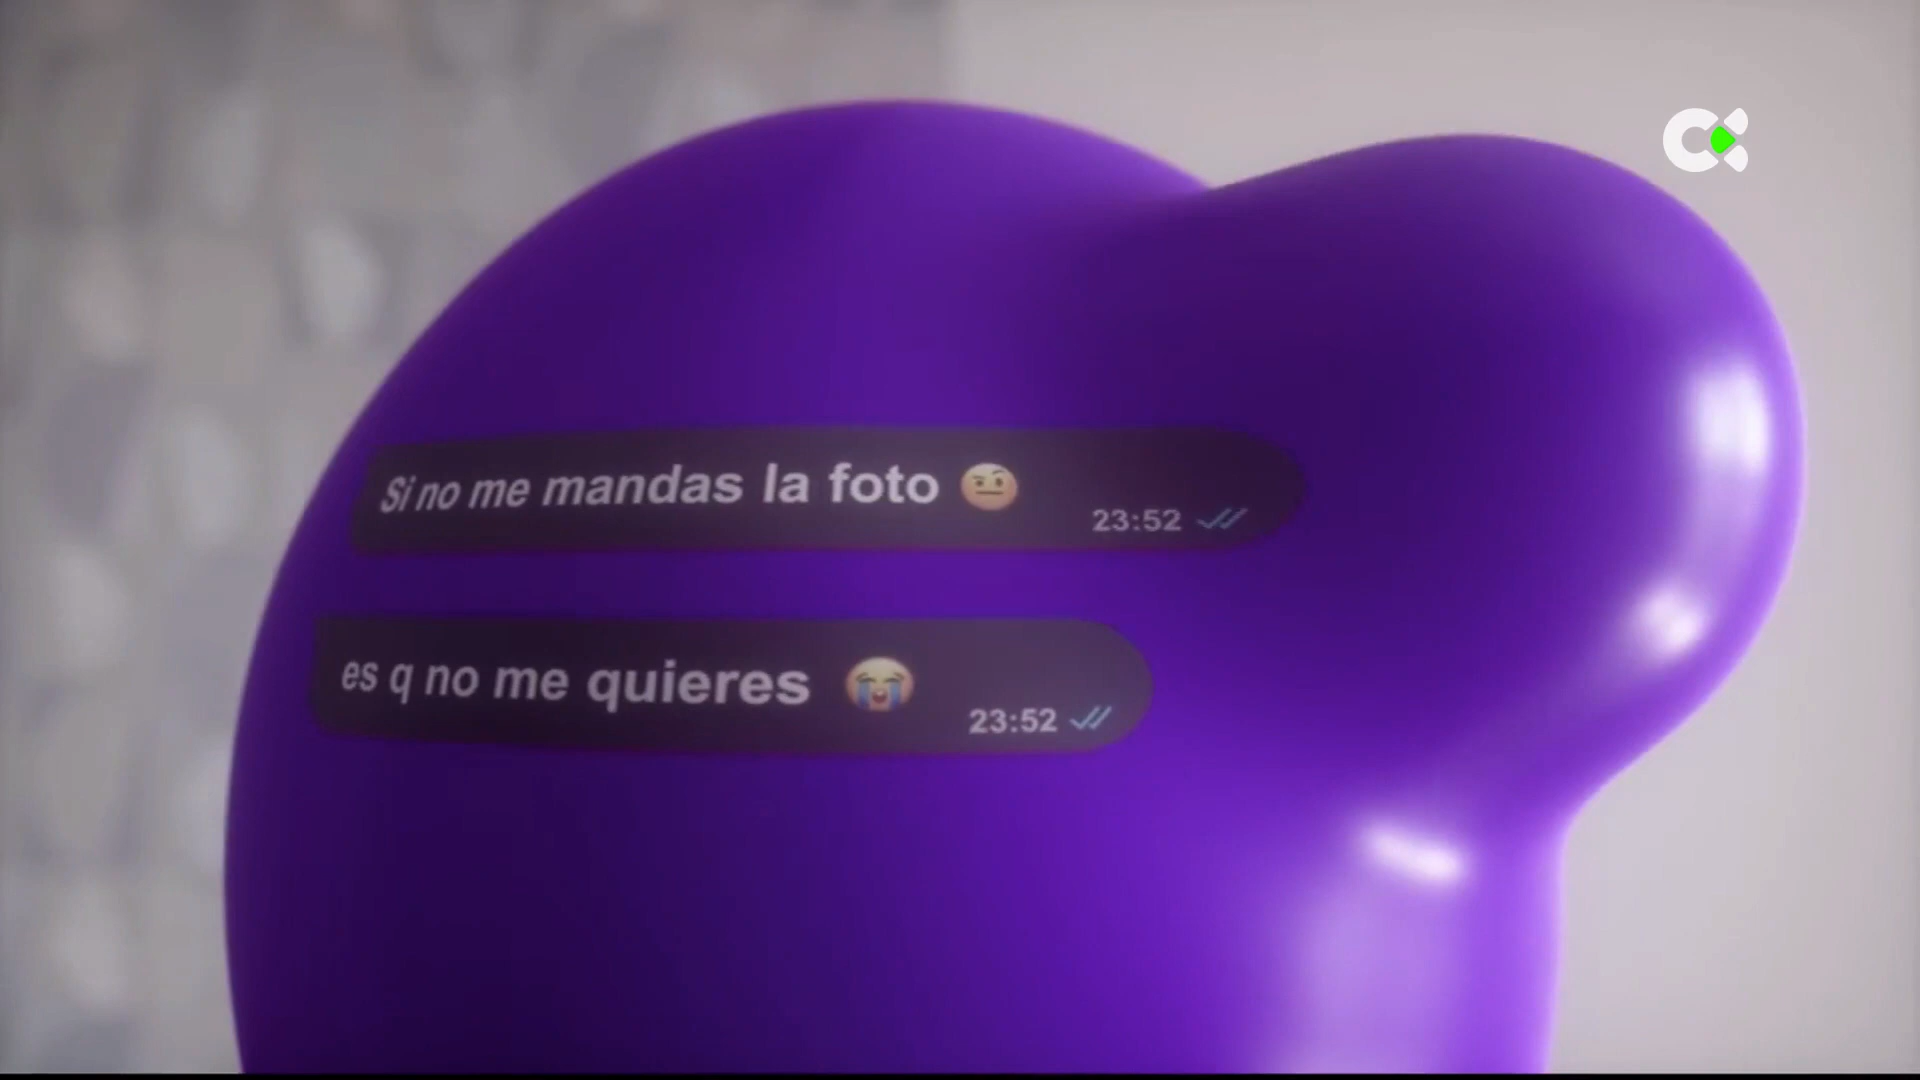 Si no me mandas la foto 🤨
23:52
es q no me quieres 😭
23:52